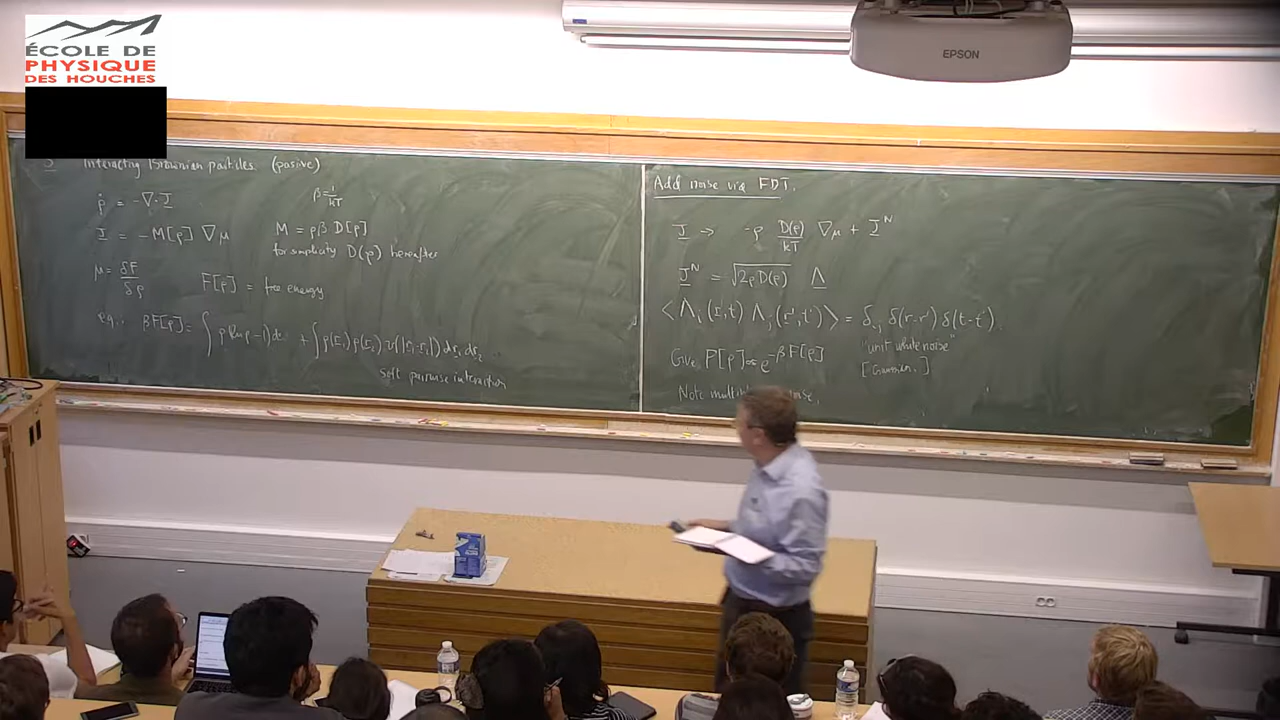 ÉCOLE DE
PHYSIQUE
DES HOUCHES
EPSON
Interacting Brownian particles (passive)
ρ̇ = -∇·J
β = 1/kT
J = -M[ρ] ∇μ
M = ρβ D[ρ]
for simplicity D(ρ) hereafter
μ = δF/δρ
F[ρ] = free energy
e.g. βF[ρ] = ∫ρ(ln ρ - 1)dr + ∫ρ(r₁)ρ(r₂) v(|r₁-r₂|) dr₁dr₂
soft pairwise interaction
Add noise via FDT.
J → -ρ D(ρ)/kT ∇μ + J^N
J^N = √2ρD(ρ) Λ
<Λᵢ(r,t) Λⱼ(r',t')> = δᵢⱼ δ(r-r') δ(t-t')
"unit white noise"
[Gaussian.]
Give P[ρ] ∝ e^-βF[ρ]
Note